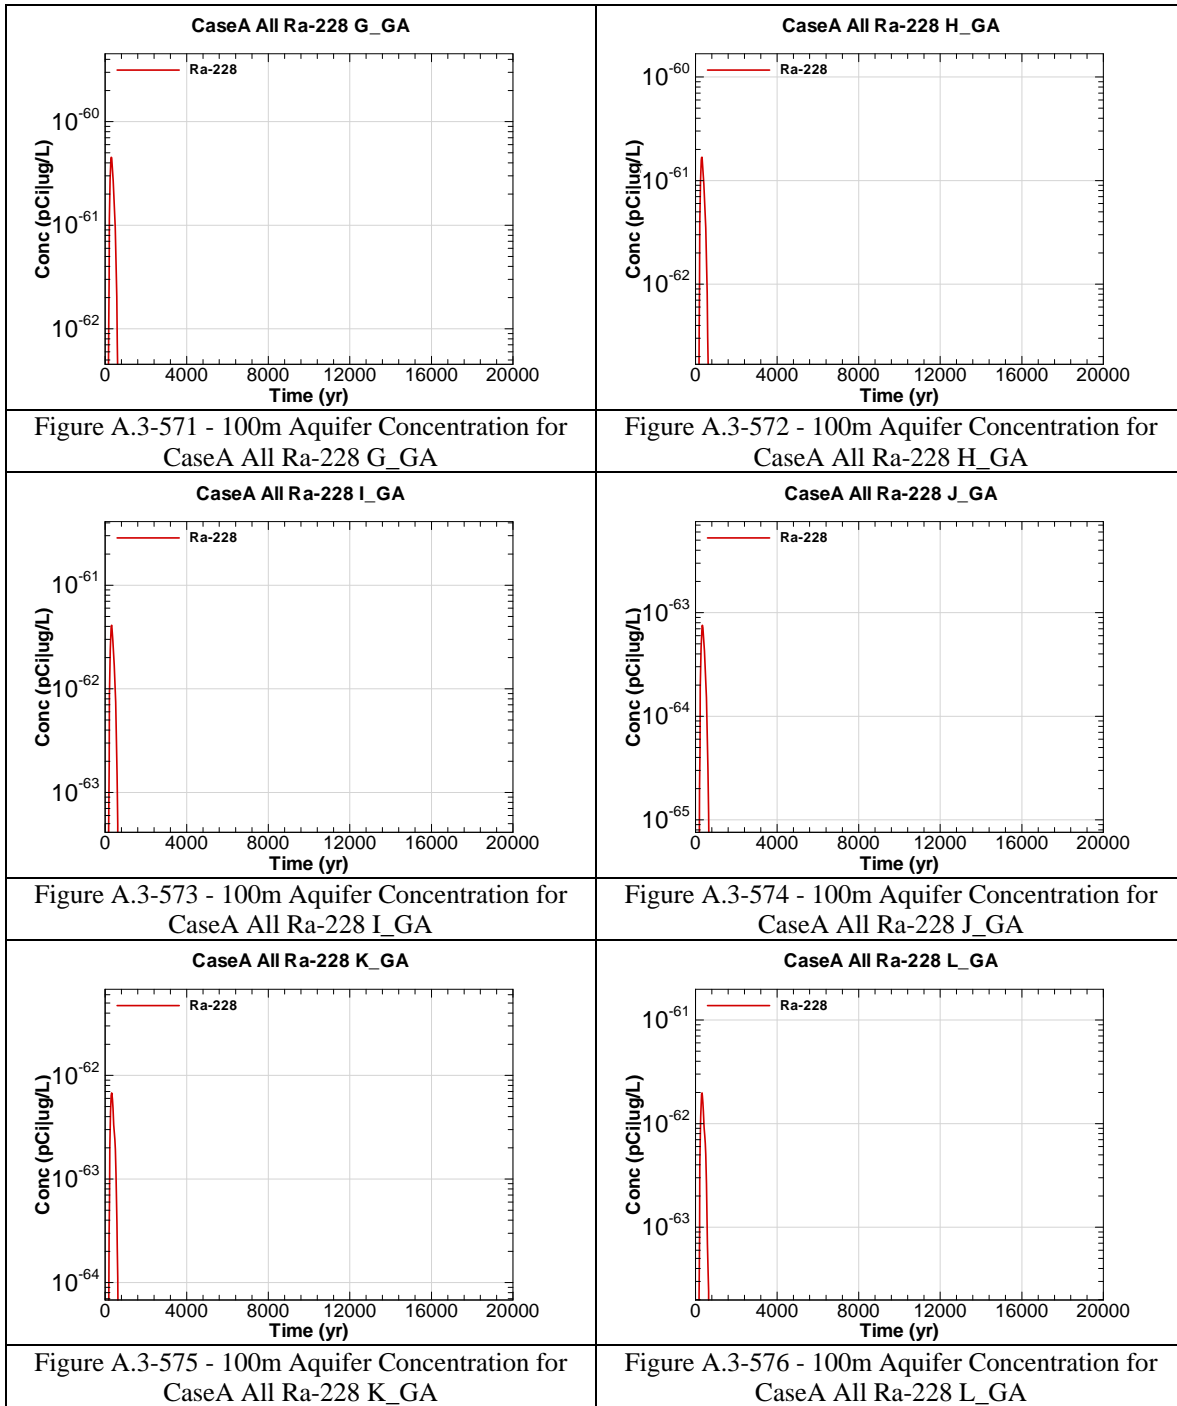 CaseA All Ra-228 G_GA
Ra-228
10^-60
10^-61
10^-62
Conc (pCi|ug/L)
0 4000 8000 12000 16000 20000
Time (yr)
Figure A.3-571 - 100m Aquifer Concentration for
CaseA All Ra-228 G_GA
CaseA All Ra-228 H_GA
Ra-228
10^-60
10^-61
10^-62
Conc (pCi|ug/L)
0 4000 8000 12000 16000 20000
Time (yr)
Figure A.3-572 - 100m Aquifer Concentration for
CaseA All Ra-228 H_GA
CaseA All Ra-228 I_GA
Ra-228
10^-61
10^-62
10^-63
Conc (pCi|ug/L)
0 4000 8000 12000 16000 20000
Time (yr)
Figure A.3-573 - 100m Aquifer Concentration for
CaseA All Ra-228 I_GA
CaseA All Ra-228 J_GA
Ra-228
10^-63
10^-64
10^-65
Conc (pCi|ug/L)
0 4000 8000 12000 16000 20000
Time (yr)
Figure A.3-574 - 100m Aquifer Concentration for
CaseA All Ra-228 J_GA
CaseA All Ra-228 K_GA
Ra-228
10^-62
10^-63
10^-64
Conc (pCi|ug/L)
0 4000 8000 12000 16000 20000
Time (yr)
Figure A.3-575 - 100m Aquifer Concentration for
CaseA All Ra-228 K_GA
CaseA All Ra-228 L_GA
Ra-228
10^-61
10^-62
10^-63
Conc (pCi|ug/L)
0 4000 8000 12000 16000 20000
Time (yr)
Figure A.3-576 - 100m Aquifer Concentration for
CaseA All Ra-228 L_GA